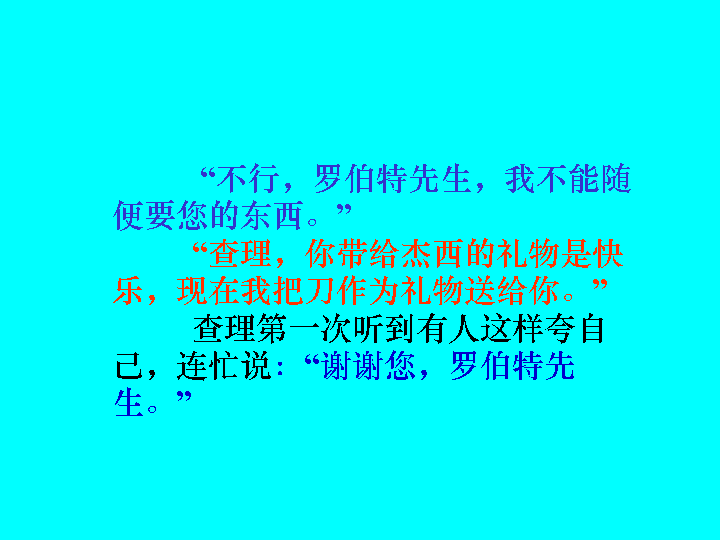 “不行，罗伯特先生，我不能随
便要您的东西。”
“查理，你带给杰西的礼物是快
乐，现在我把刀作为礼物送给你。”
查理第一次听到有人这样夸自
己，连忙说：“谢谢您，罗伯特先
生。”